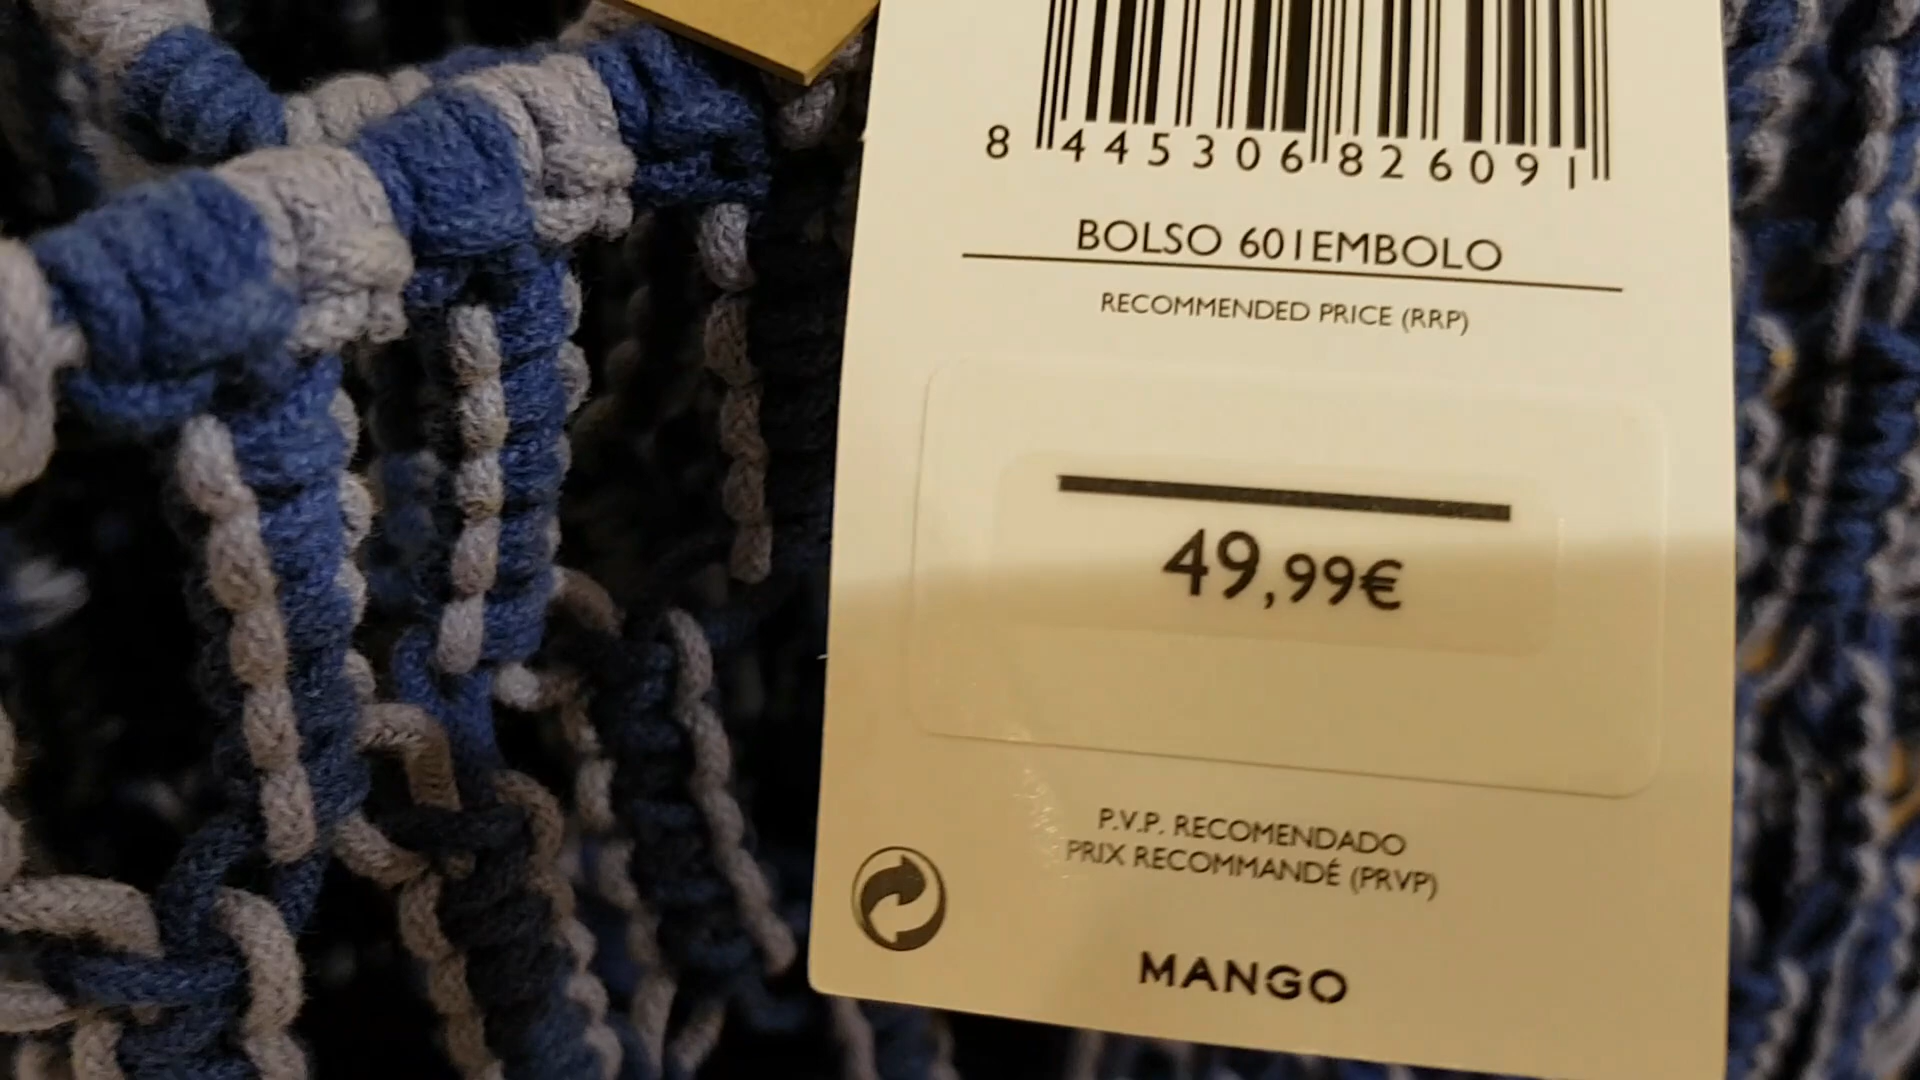 8 445306 826091
BOLSO 601EMBOLO
RECOMMENDED PRICE (RRP)
49,99€
P.V.P. RECOMENDADO
PRIX RECOMMANDÉ (PRVP)
MANGO